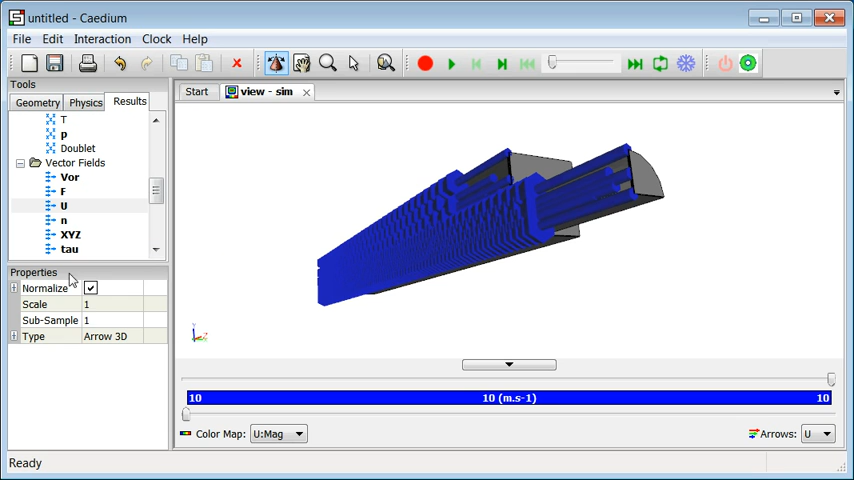 untitled - Caedium
File Edit Interaction Clock Help
Tools
Geometry Physics Results
T
p
Doublet
Vector Fields
Vor
F
U
n
XYZ
tau
Properties
Normalize
Scale 1
Sub-Sample 1
Type Arrow 3D
Start view - sim
10 10 (m.s-1) 10
Color Map: U:Mag Arrows: U
Ready